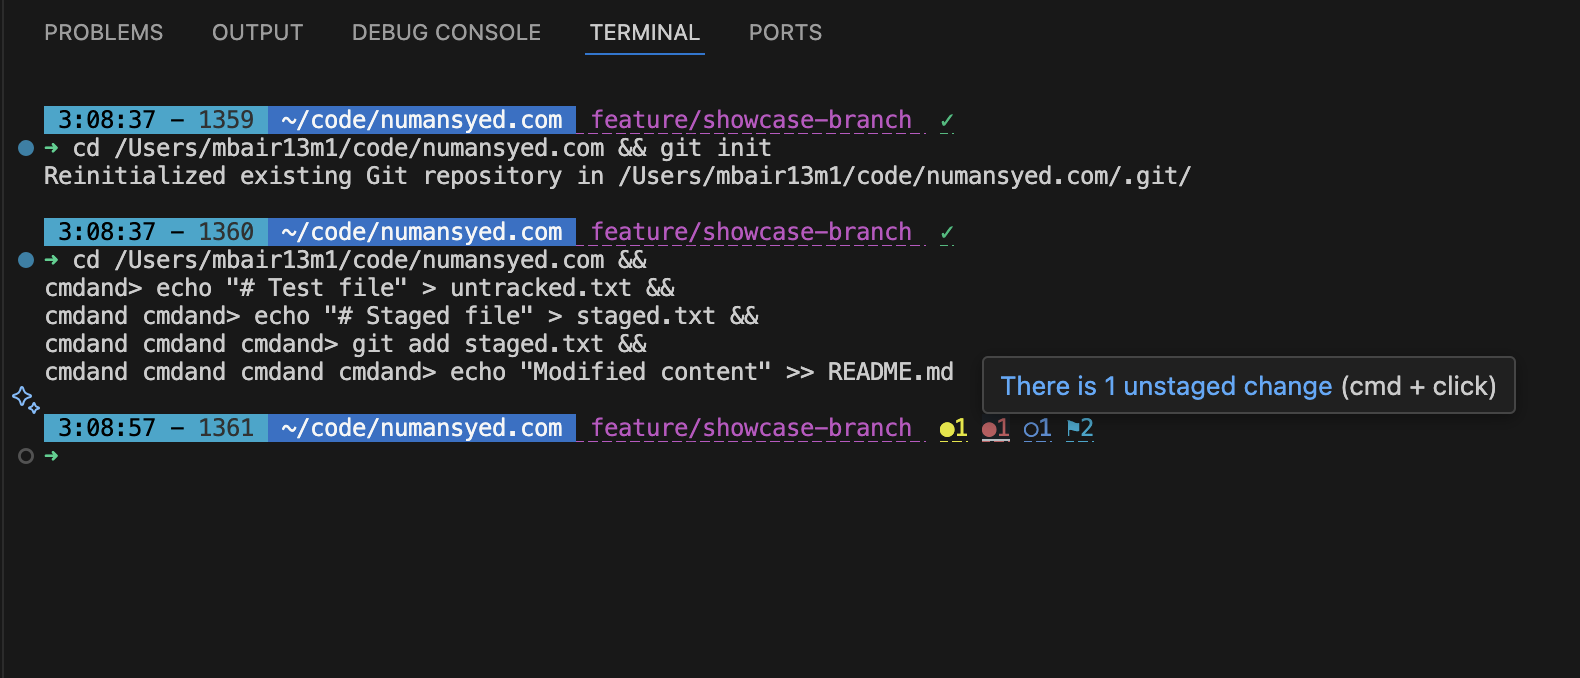 PROBLEMS OUTPUT DEBUG CONSOLE TERMINAL PORTS
3:08:37 – 1359 ~/code/numansyed.com feature/showcase-branch ✓
➜ cd /Users/mbair13m1/code/numansyed.com && git init
Reinitialized existing Git repository in /Users/mbair13m1/code/numansyed.com/.git/
3:08:37 – 1360 ~/code/numansyed.com feature/showcase-branch ✓
➜ cd /Users/mbair13m1/code/numansyed.com &&
cmdand> echo "# Test file" > untracked.txt &&
cmdand cmdand> echo "# Staged file" > staged.txt &&
cmdand cmdand cmdand> git add staged.txt &&
cmdand cmdand cmdand cmdand> echo "Modified content" >> README.md
There is 1 unstaged change (cmd + click)
3:08:57 – 1361 ~/code/numansyed.com feature/showcase-branch ●1 ●1 ○1 ⚑2
➜